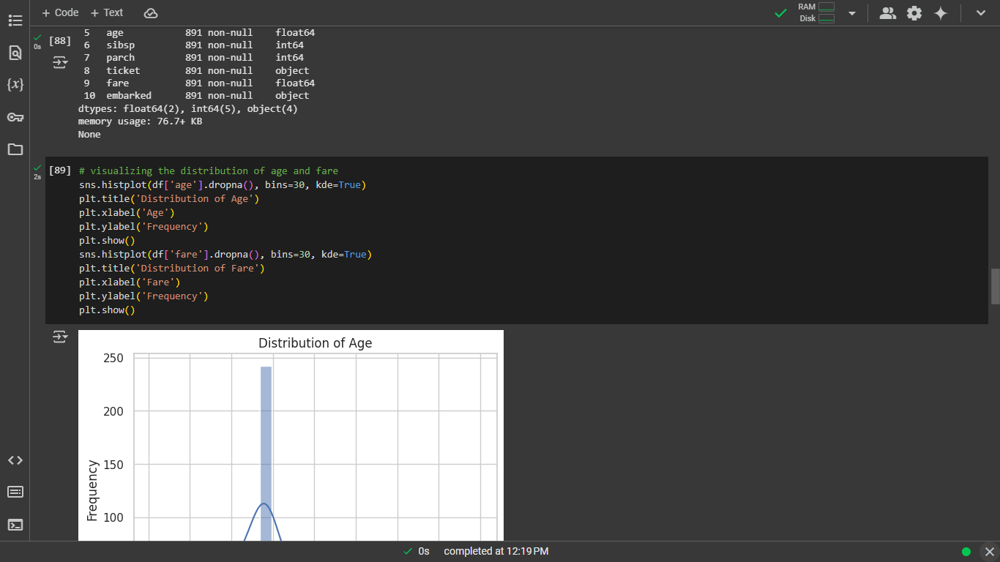 + Code + Text
RAM
Disk
[88]
0s
5 age 891 non-null float64
6 sibsp 891 non-null int64
7 parch 891 non-null int64
8 ticket 891 non-null object
9 fare 891 non-null float64
10 embarked 891 non-null object
dtypes: float64(2), int64(5), object(4)
memory usage: 76.7+ KB
None
{x}
[89]
2s
# visualizing the distribution of age and fare
sns.histplot(df['age'].dropna(), bins=30, kde=True)
plt.title('Distribution of Age')
plt.xlabel('Age')
plt.ylabel('Frequency')
plt.show()
sns.histplot(df['fare'].dropna(), bins=30, kde=True)
plt.title('Distribution of Fare')
plt.xlabel('Fare')
plt.ylabel('Frequency')
plt.show()
Distribution of Age
250
200
150
100
Frequency
0s completed at 12:19 PM